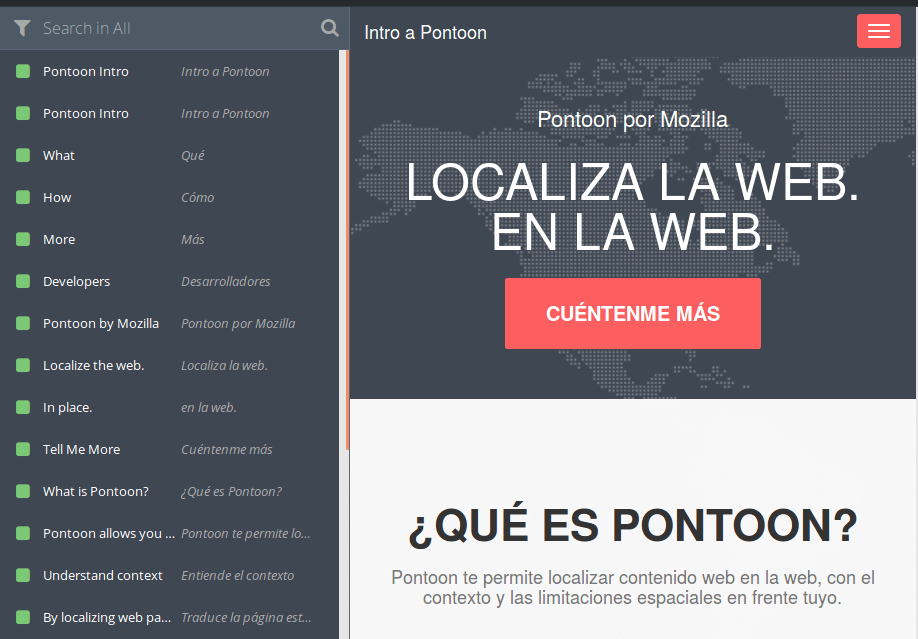 Search in All
Pontoon Intro Intro a Pontoon
Pontoon Intro Intro a Pontoon
What Qué
How Cómo
More Más
Developers Desarrolladores
Pontoon by Mozilla Pontoon por Mozilla
Localize the web. Localiza la web.
In place. en la web.
Tell Me More Cuéntenme más
What is Pontoon? ¿Qué es Pontoon?
Pontoon allows you ... Pontoon te permite lo...
Understand context Entiende el contexto
By localizing web pa... Traduce la página est...
Intro a Pontoon
Pontoon por Mozilla
LOCALIZA LA WEB.
EN LA WEB.
CUÉNTENME MÁS
¿QUÉ ES PONTOON?
Pontoon te permite localizar contenido web en la web, con el
contexto y las limitaciones espaciales en frente tuyo.